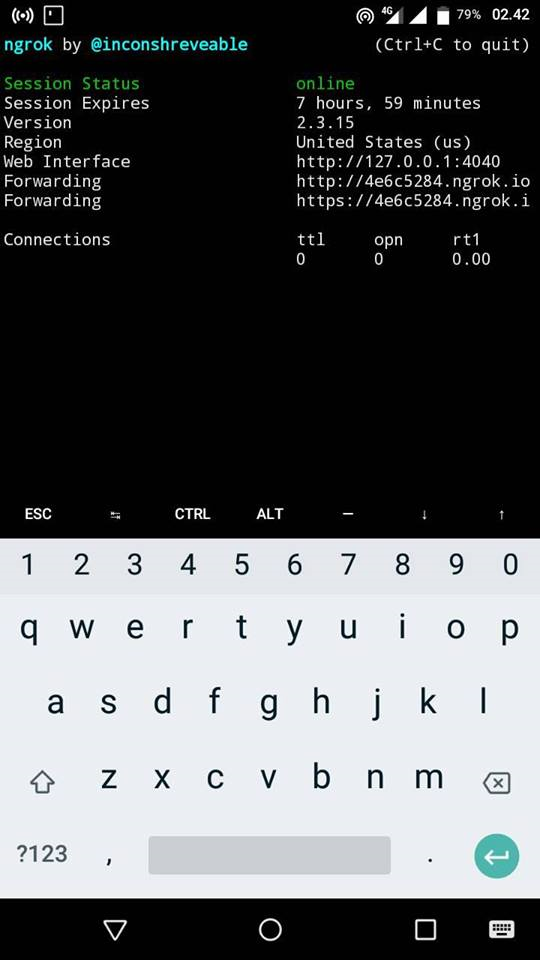 4G 79% 02.42
ngrok by @inconshreveable (Ctrl+C to quit)
Session Status online
Session Expires 7 hours, 59 minutes
Version 2.3.15
Region United States (us)
Web Interface http://127.0.0.1:4040
Forwarding http://4e6c5284.ngrok.io
Forwarding https://4e6c5284.ngrok.i
Connections ttl opn rt1
0 0 0.00
ESC ↹ CTRL ALT — ↓ ↑
1 2 3 4 5 6 7 8 9 0
q w e r t y u i o p
a s d f g h j k l
z x c v b n m
?123 , .